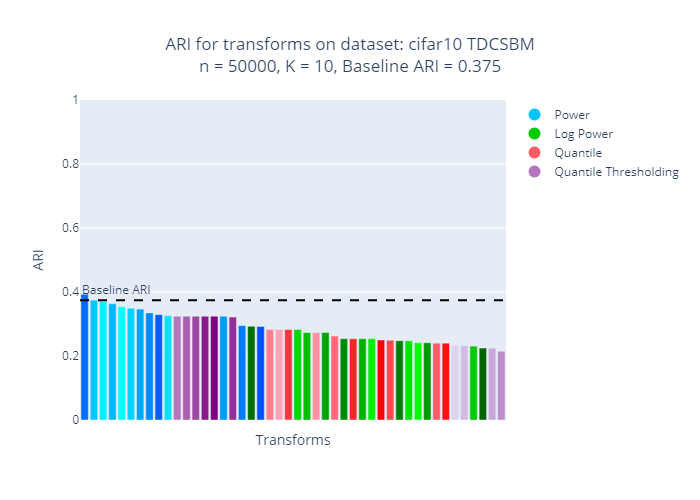 ARI for transforms on dataset: cifar10 TDCSBM
n = 50000, K = 10, Baseline ARI = 0.375
1
0.8
0.6
0.4
0.2
0
ARI
Baseline ARI
Transforms
Power
Log Power
Quantile
Quantile Thresholding